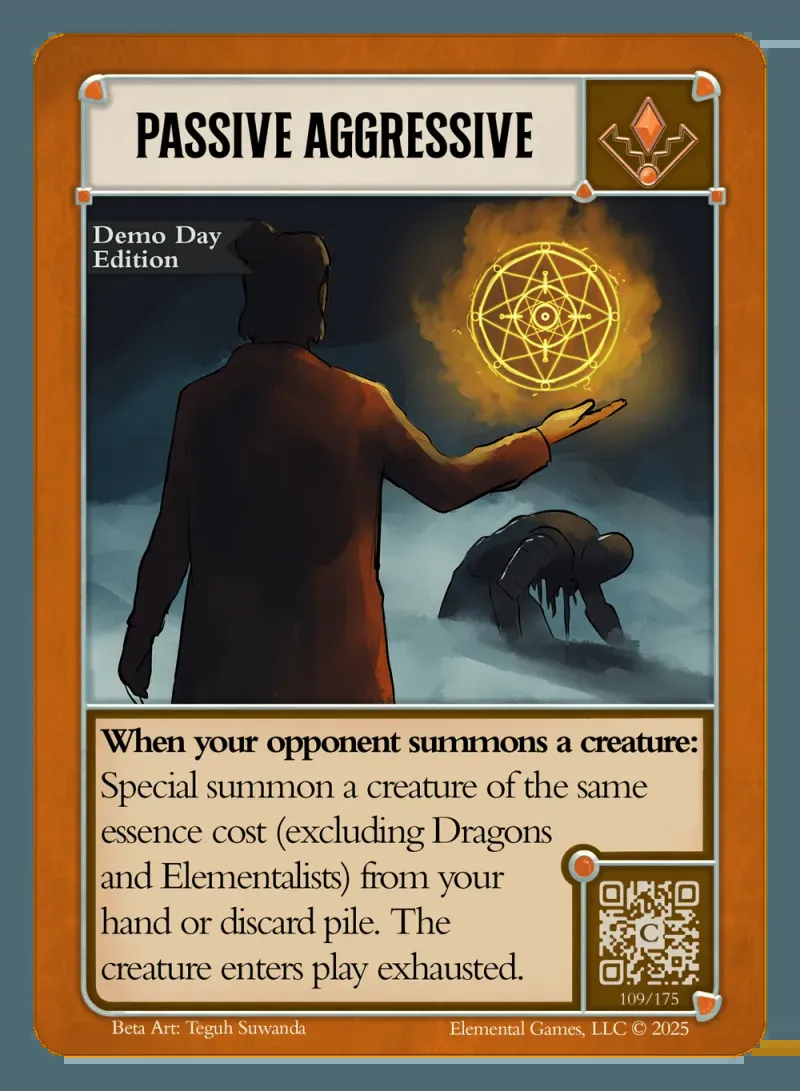 PASSIVE AGGRESSIVE
Demo Day
Edition
When your opponent summons a creature:
Special summon a creature of the same
essence cost (excluding Dragons
and Elementalists) from your
hand or discard pile. The
creature enters play exhausted.
C
109/175
Beta Art: Teguh Suwanda
Elemental Games, LLC © 2025